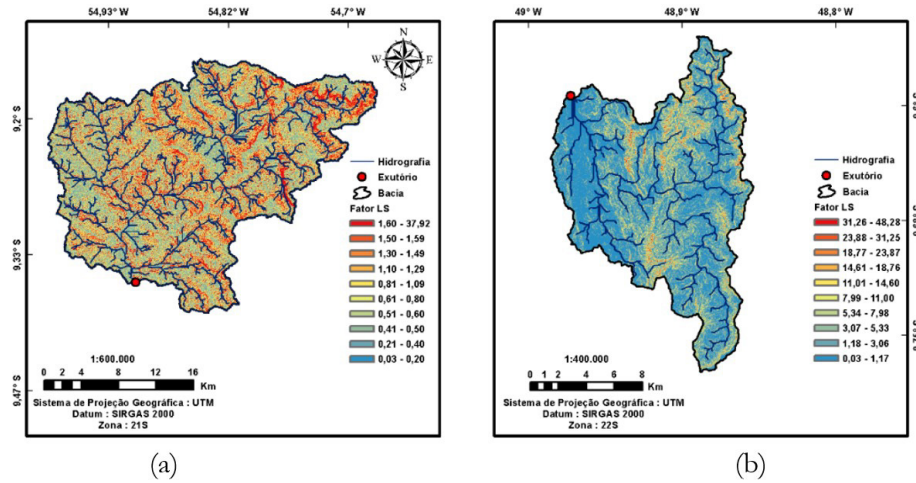 54,93° W 54,82° W 54,7° W
N
W E
S
9,2° S
9,33° S
9,47° S
Hidrografia
Exutório
Bacia
Fator LS
1,60 - 37,92
1,50 - 1,59
1,30 - 1,49
1,10 - 1,29
0,81 - 1,09
0,61 - 0,80
0,51 - 0,60
0,41 - 0,50
0,21 - 0,40
0,03 - 0,20
1:600.000
0 2 4 8 12 16
Km
Sistema de Projeção Geográfica : UTM
Datum : SIRGAS 2000
Zona : 21S
(a)
49° W 48,9° W 48,8° W
Hidrografia
Exutório
Bacia
Fator LS
31,26 - 48,28
23,88 - 31,25
18,77 - 23,87
14,61 - 18,76
11,01 - 14,60
7,99 - 11,00
5,34 - 7,98
3,07 - 5,33
1,18 - 3,06
0,03 - 1,17
1:400.000
0 1 2 4 6 8
Km
Sistema de Projeção Geográfica : UTM
Datum : SIRGAS 2000
Zona : 22S
(b)